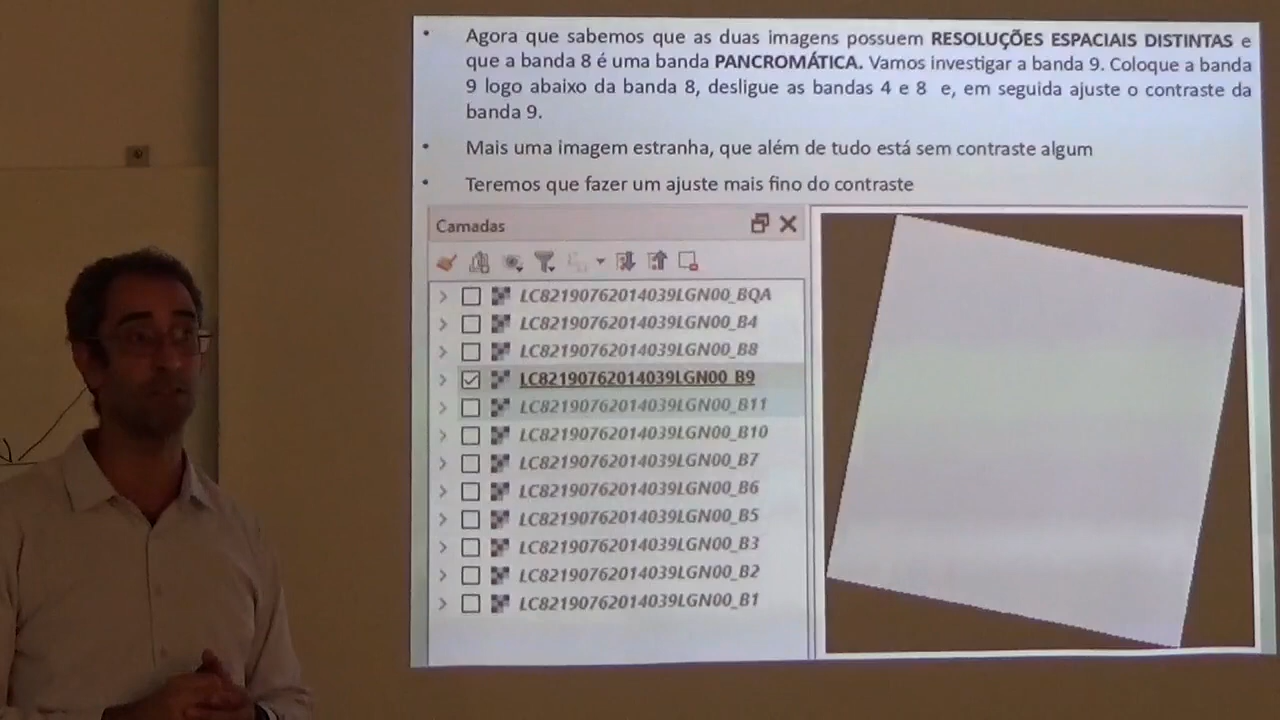 • Agora que sabemos que as duas imagens possuem RESOLUÇÕES ESPACIAIS DISTINTAS e
que a banda 8 é uma banda PANCROMÁTICA. Vamos investigar a banda 9. Coloque a banda
9 logo abaixo da banda 8, desligue as bandas 4 e 8 e, em seguida ajuste o contraste da
banda 9.
• Mais uma imagem estranha, que além de tudo está sem contraste algum
• Teremos que fazer um ajuste mais fino do contraste
Camadas
LC82190762014039LGN00_BQA
LC82190762014039LGN00_B4
LC82190762014039LGN00_B8
LC82190762014039LGN00_B9
LC82190762014039LGN00_B11
LC82190762014039LGN00_B10
LC82190762014039LGN00_B7
LC82190762014039LGN00_B6
LC82190762014039LGN00_B5
LC82190762014039LGN00_B3
LC82190762014039LGN00_B2
LC82190762014039LGN00_B1